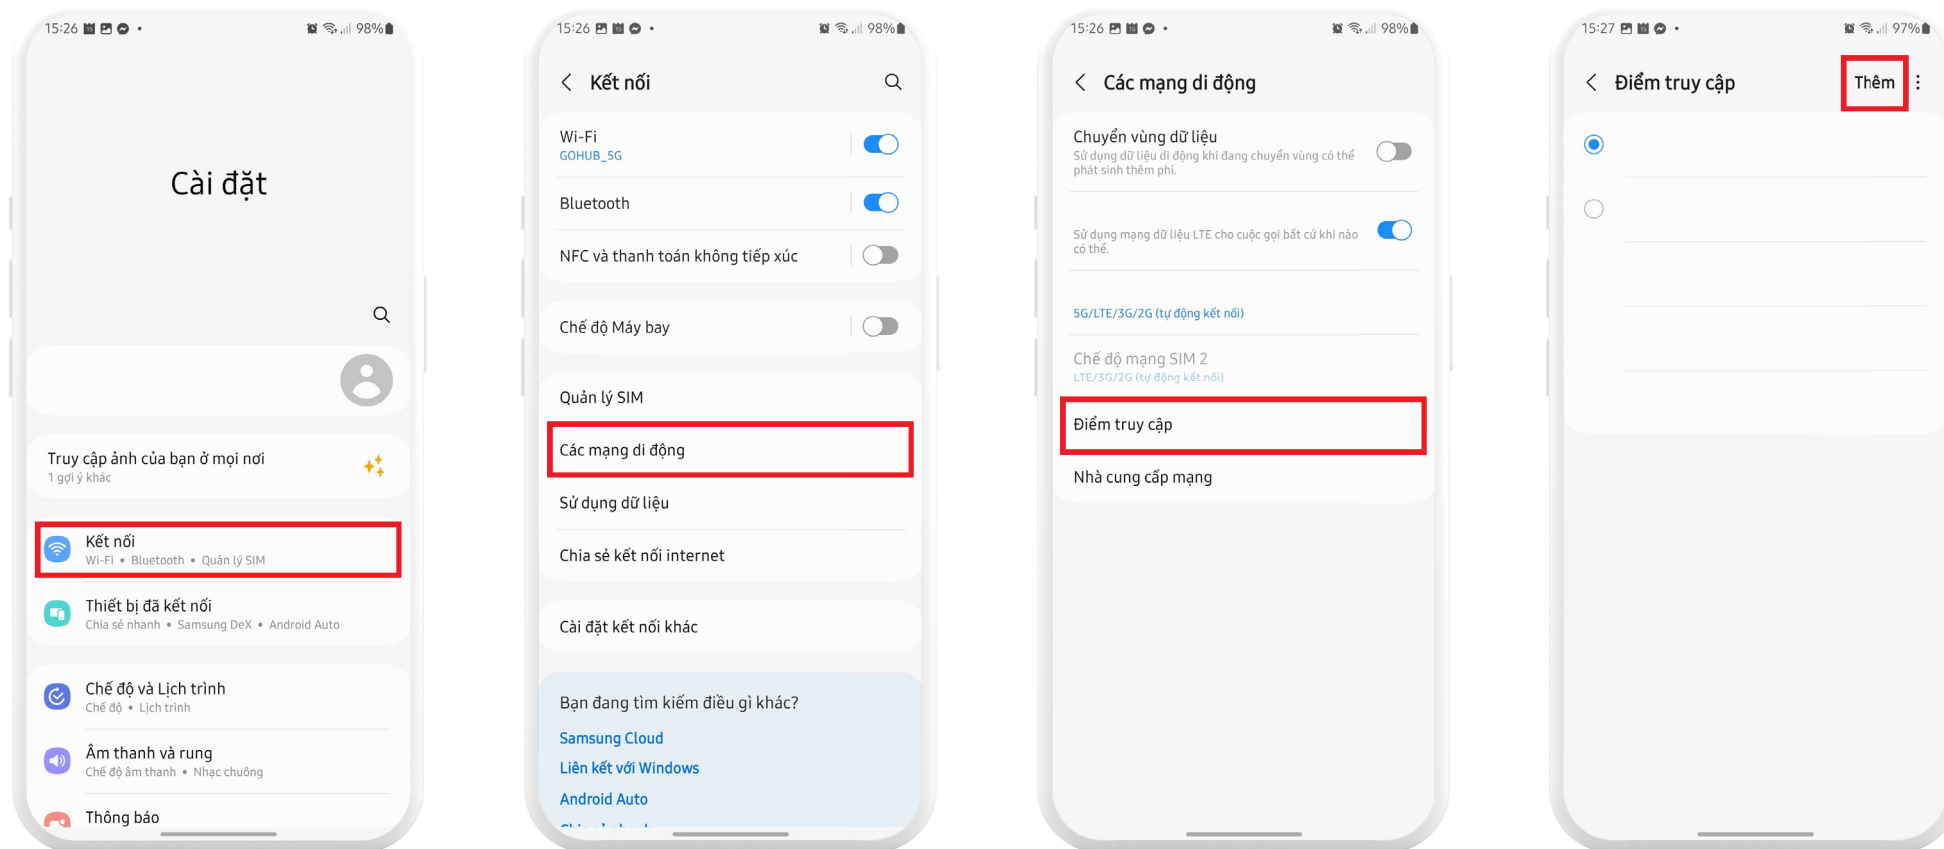 15:26
98%
Cài đặt
Truy cập ảnh của bạn ở mọi nơi
1 gợi ý khác
Kết nối
Wi-Fi • Bluetooth • Quản lý SIM
Thiết bị đã kết nối
Chia sẻ nhanh • Samsung DeX • Android Auto
Chế độ và Lịch trình
Chế độ • Lịch trình
Âm thanh và rung
Chế độ âm thanh • Nhạc chuông
Thông báo
15:26
98%
Kết nối
Wi-Fi
GOHUB_5G
Bluetooth
NFC và thanh toán không tiếp xúc
Chế độ Máy bay
Quản lý SIM
Các mạng di động
Sử dụng dữ liệu
Chia sẻ kết nối internet
Cài đặt kết nối khác
Bạn đang tìm kiếm điều gì khác?
Samsung Cloud
Liên kết với Windows
Android Auto
15:26
98%
Các mạng di động
Chuyển vùng dữ liệu
Sử dụng dữ liệu di động khi đang chuyển vùng có thể
phát sinh thêm phí.
Sử dụng mạng dữ liệu LTE cho cuộc gọi bất cứ khi nào
có thể.
5G/LTE/3G/2G (tự động kết nối)
Chế độ mạng SIM 2
LTE/3G/2G (tự động kết nối)
Điểm truy cập
Nhà cung cấp mạng
15:27
97%
Điểm truy cập
Thêm